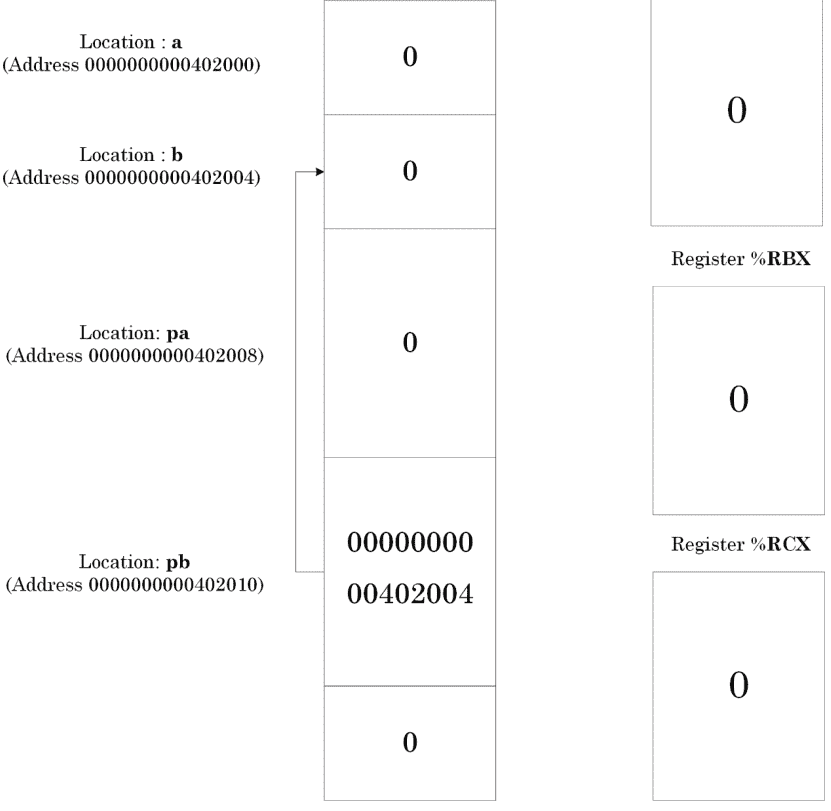 Location : a
(Address 0000000000402000)
0
Location : b
(Address 0000000000402004)
0
Location: pa
(Address 0000000000402008)
0
Location: pb
(Address 0000000000402010)
00000000
00402004
0
0
Register %RBX
0
Register %RCX
0